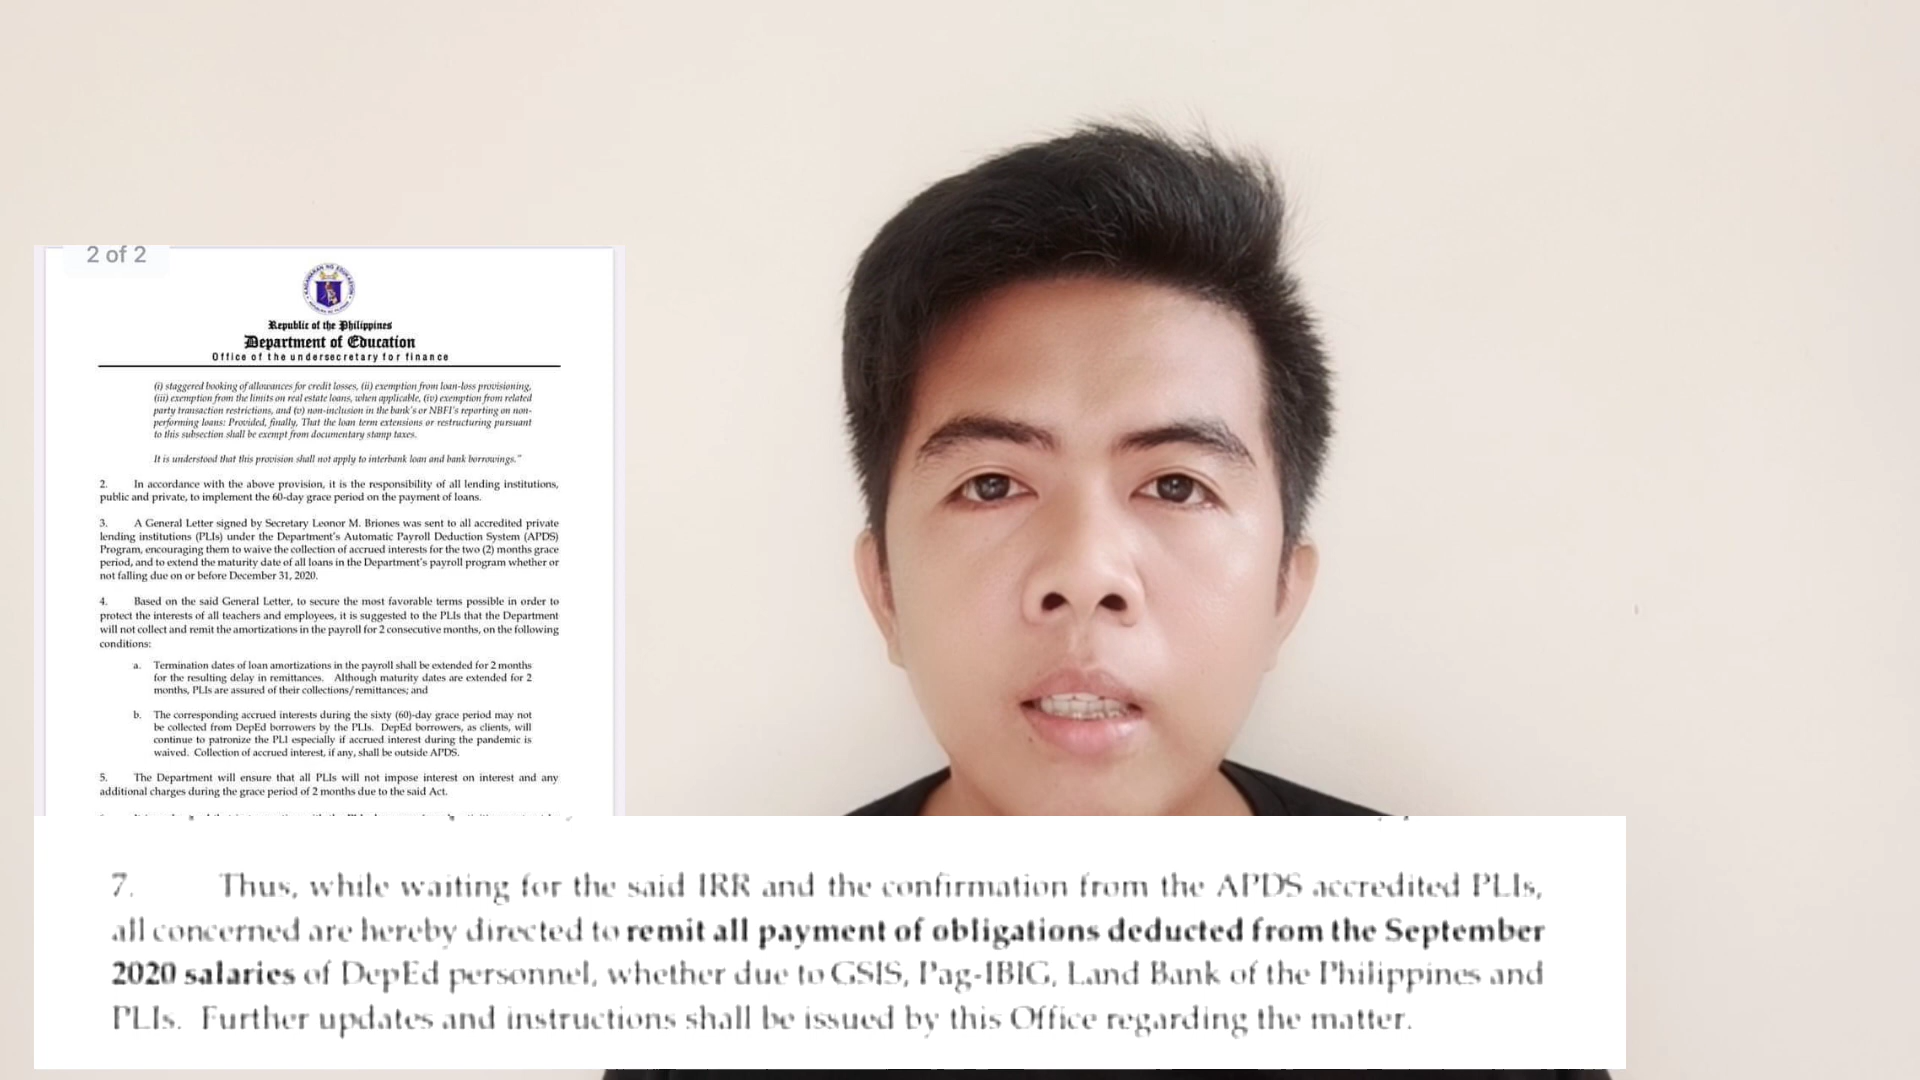 2 of 2
Republic of the Philippines
Department of Education
Office of the undersecretary for finance
(i) staggered booking of allowances for credit losses, (ii) exemption from loan-loss provisioning,
(iii) exemption from the limits on real estate loans, when applicable, (iv) exemption from related
party transaction restrictions, and (v) non-inclusion in the bank's or NBFI's reporting on non-
performing loans: Provided, finally, That the loan term extensions or restructuring pursuant
to this subsection shall be exempt from documentary stamp taxes.
It is understood that this provision shall not apply to interbank loan and bank borrowings."
2. In accordance with the above provision, it is the responsibility of all lending institutions,
public and private, to implement the 60-day grace period on the payment of loans.
3. A General Letter signed by Secretary Leonor M. Briones was sent to all accredited private
lending institutions (PLIs) under the Department's Automatic Payroll Deduction System (APDS)
Program, encouraging them to waive the collection of accrued interests for the two (2) months grace
period, and to extend the maturity date of all loans in the Department's payroll program whether or
not falling due on or before December 31, 2020.
4. Based on the said General Letter, to secure the most favorable terms possible in order to
protect the interests of all teachers and employees, it is suggested to the PLIs that the Department
will not collect and remit the amortizations in the payroll for 2 consecutive months, on the following
conditions:
a. Termination dates of loan amortizations in the payroll shall be extended for 2 months
for the resulting delay in remittances. Although maturity dates are extended for 2
months, PLIs are assured of their collections/remittances; and
b. The corresponding accrued interests during the sixty (60)-day grace period may not
be collected from DepEd borrowers by the PLIs. DepEd borrowers, as clients, will
continue to patronize the PLI especially if accrued interest during the pandemic is
waived. Collection of accrued interest, if any, shall be outside APDS.
5. The Department will ensure that all PLIs will not impose interest on interest and any
additional charges during the grace period of 2 months due to the said Act.
7. Thus, while waiting for the said IRR and the confirmation from the APDS accredited PLIs,
all concerned are hereby directed to remit all payment of obligations deducted from the September
2020 salaries of DepEd personnel, whether due to GSIS, Pag-IBIG, Land Bank of the Philippines and
PLIs. Further updates and instructions shall be issued by this Office regarding the matter.